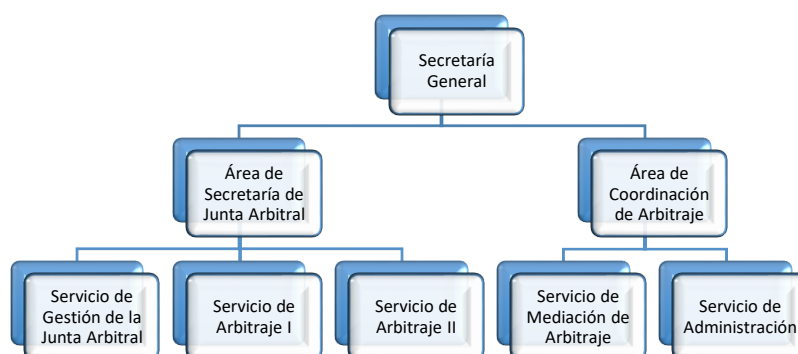 Secretaría
General
Área de
Secretaría de
Junta Arbitral
Área de
Coordinación
de Arbitraje
Servicio de
Gestión de la
Junta Arbitral
Servicio de
Arbitraje I
Servicio de
Arbitraje II
Servicio de
Mediación de
Arbitraje
Servicio de
Administración